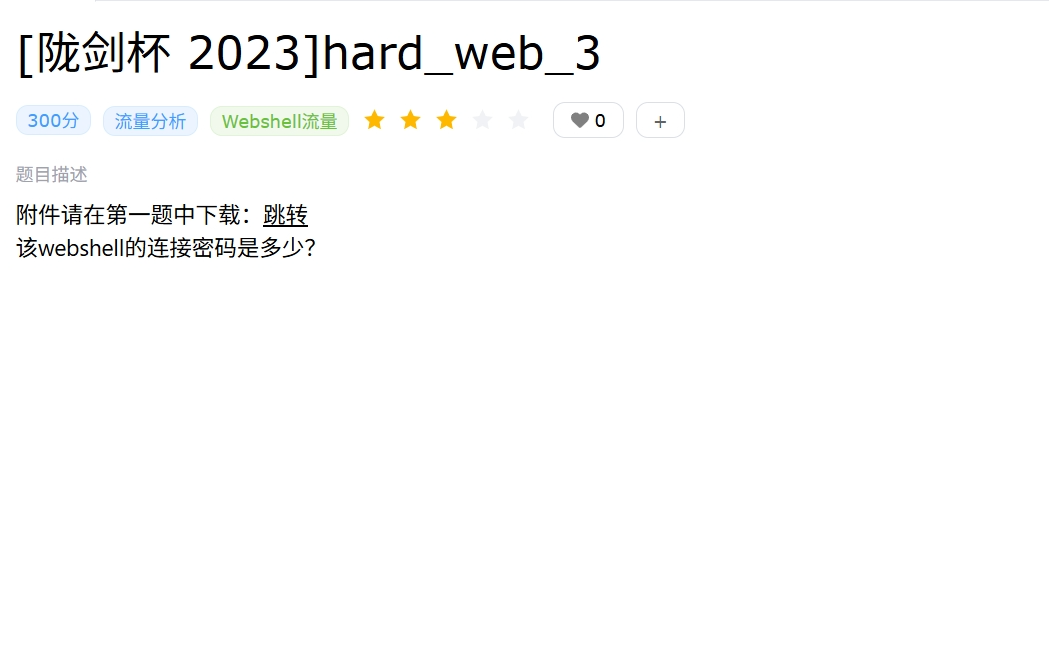 [陇剑杯 2023]hard_web_3
300分 流量分析 Webshell流量 0 +
题目描述
附件请在第一题中下载：跳转
该webshell的连接密码是多少？